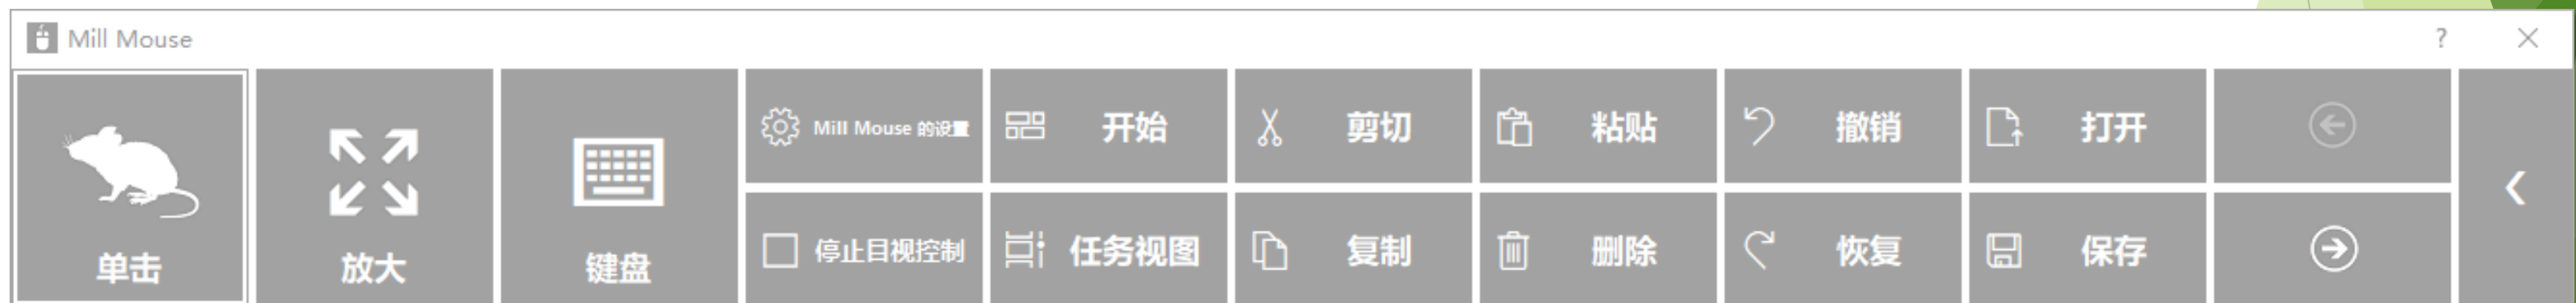 Mill Mouse
?
单击
放大
键盘
Mill Mouse 的设置
开始
剪切
粘贴
撤销
打开
停止目视控制
任务视图
复制
删除
恢复
保存